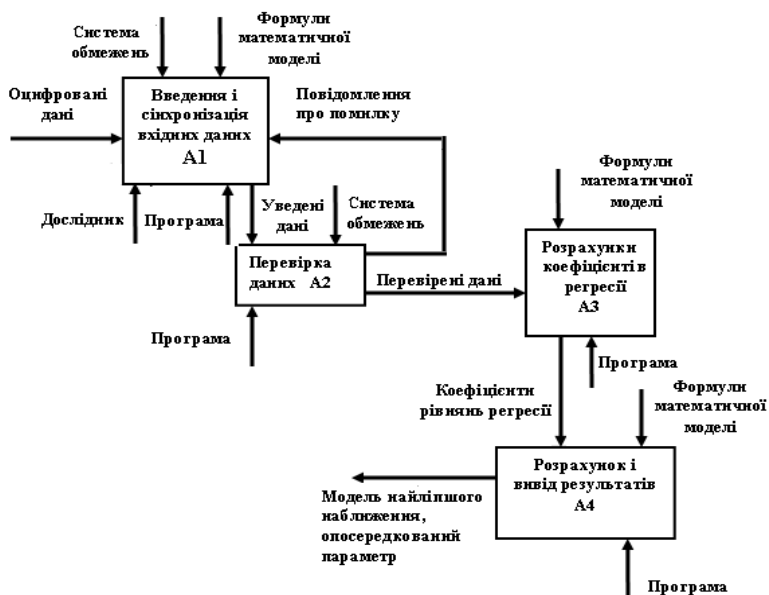 Система
обмежень
Формули
математичної
моделі
Оцифровані
дані
Введення і
сінхронізація
вхідних даних
А1
Повідомлення
про помилку
Дослідник
Програма
Уведені
дані
Система
обмежень
Формули
математичної
моделі
Перевірка
даних А2
Перевірені дані
Розрахунки
коефіцієнтів
регресії
А3
Програма
Програма
Коефіцієнти
рівнянь регресії
Формули
математичної
моделі
Розрахунок і
вивід результатів
А4
Модель найліпшого
наближення,
опосередкований
параметр
Програма